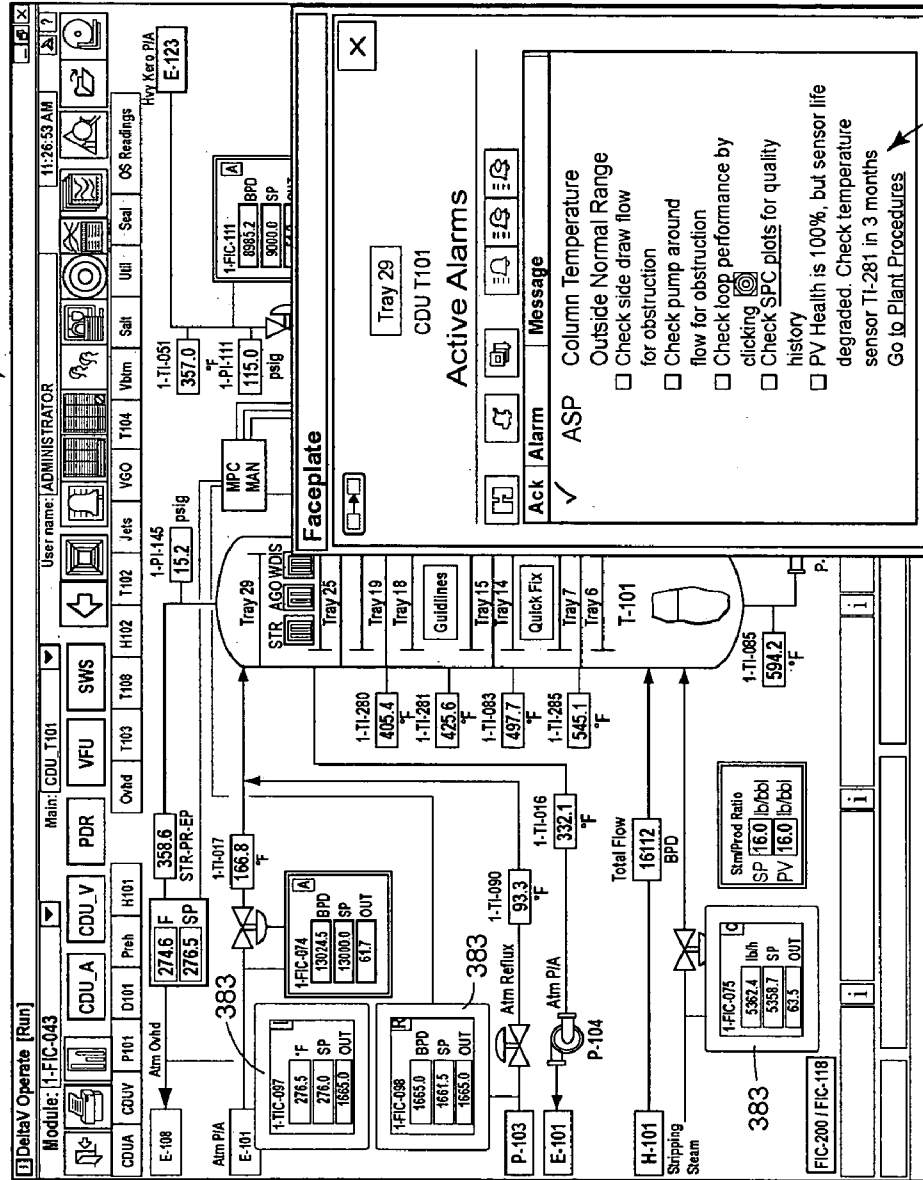 DeltaV Operate [Run]
Module: 1-FIC-043
Main: CDU_T101
User name: ADMINISTRATOR
11:26:53 AM
?
CDU_A
CDU_V
PDR
VFU
SWS
CDUA
CDUV
P101
D101
Preh
H101
Ovhd
T103
T108
H102
T102
Jets
VGO
T104
Vbtm
Salt
Util
Seal
OS Readings
Atm Ovhd
E-108
274.6 F
276.5 SP
358.6
STR-PR-EP
1-PI-145
15.2 psig
MPC
MAN
1-TI-051
357.0
°F
1-PI-111
115.0
psig
1-FIC-111
A
8985.2 BPD
9000.0 SP
Hvy Kero P/A
E-123
Atm P/A
E-101
383
1-TIC-097
276.5 °F
276.0 SP
1665.0 OUT
1-FIC-074
A
13024.5 BPD
13000.0 SP
61.7 OUT
1-TI-017
166.8
°F
1-FIC-098
R
1665.0 BPD
1661.5 SP
1665.0 OUT
383
P-103
Atm Reflux
1-TI-090
93.3
°F
E-101
Atm P/A
P-104
1-TI-016
332.1
°F
Tray 29
STR AGO WDIS
Tray 25
Tray 19
Tray 18
Guidlines
Tray 15
Tray 14
Quick Fix
Tray 7
Tray 6
T-101
1-TI-280
405.4
°F
1-TI-281
425.6
°F
1-TI-083
497.7
°F
1-TI-285
545.1
°F
H-101
Total Flow
16112
BPD
Stripping
Steam
383
1-FIC-075
C
5362.4 lb/h
5358.7 SP
63.5 OUT
Stm/Prod Ratio
SP 16.0 lb/bbl
PV 16.0 lb/bbl
1-TI-085
594.2
°F
P-
FIC-200 / FIC-118
i
i
i
Faceplate
X
Tray 29
CDU T101
Active Alarms
Ack Alarm Message
✓ ASP Column Temperature
Outside Normal Range
☐ Check side draw flow
for obstruction
☐ Check pump around
flow for obstruction
☐ Check loop performance by
clicking
☐ Check SPC plots for quality
history
☐ PV Health is 100%, but sensor life
degraded. Check temperature
sensor TI-281 in 3 months
Go to Plant Procedures